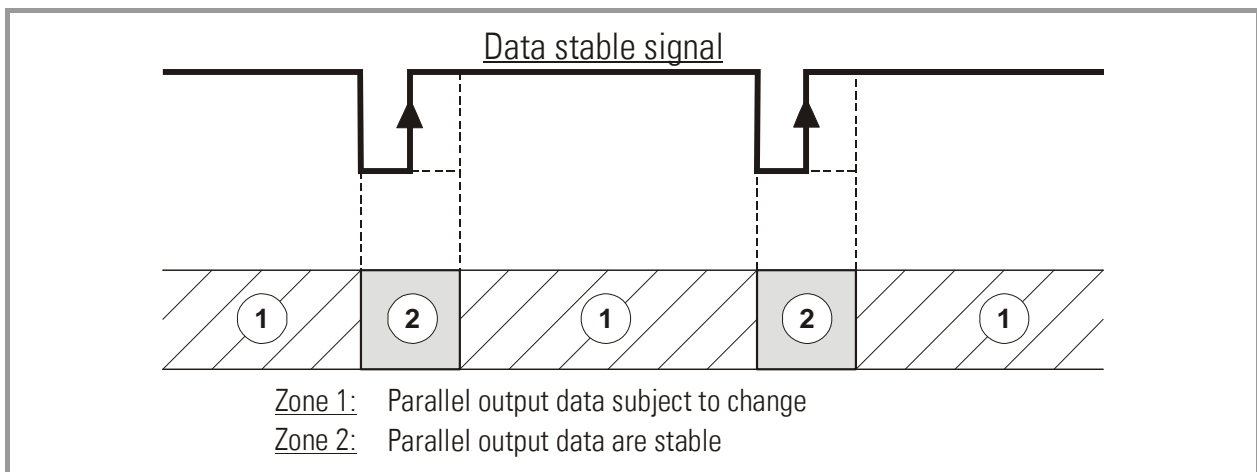 Data stable signal
1 2 1 2 1
Zone 1: Parallel output data subject to change
Zone 2: Parallel output data are stable